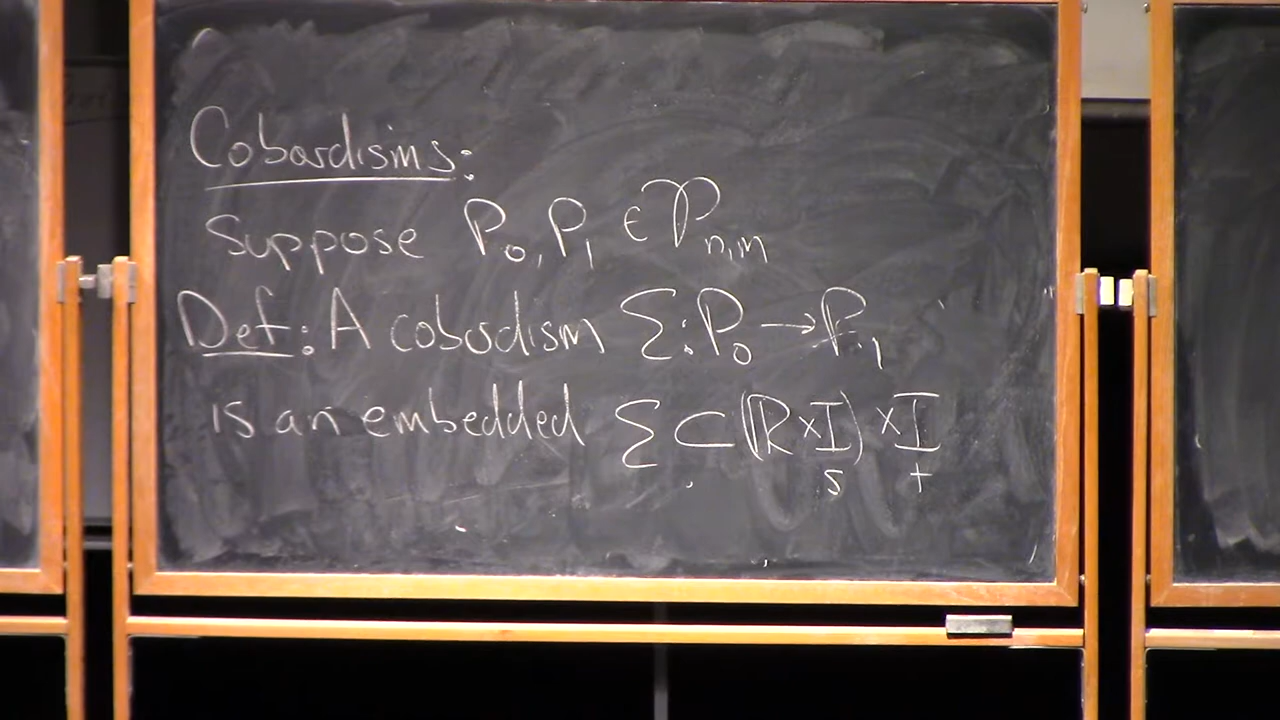 Cobordisms:
Suppose P₀, P₁ ∈ 𝒫ₙ,ₘ
Def: A cobordism Σ: P₀ → P₁
is an embedded Σ ⊂ (ℝ × I) × I
s t